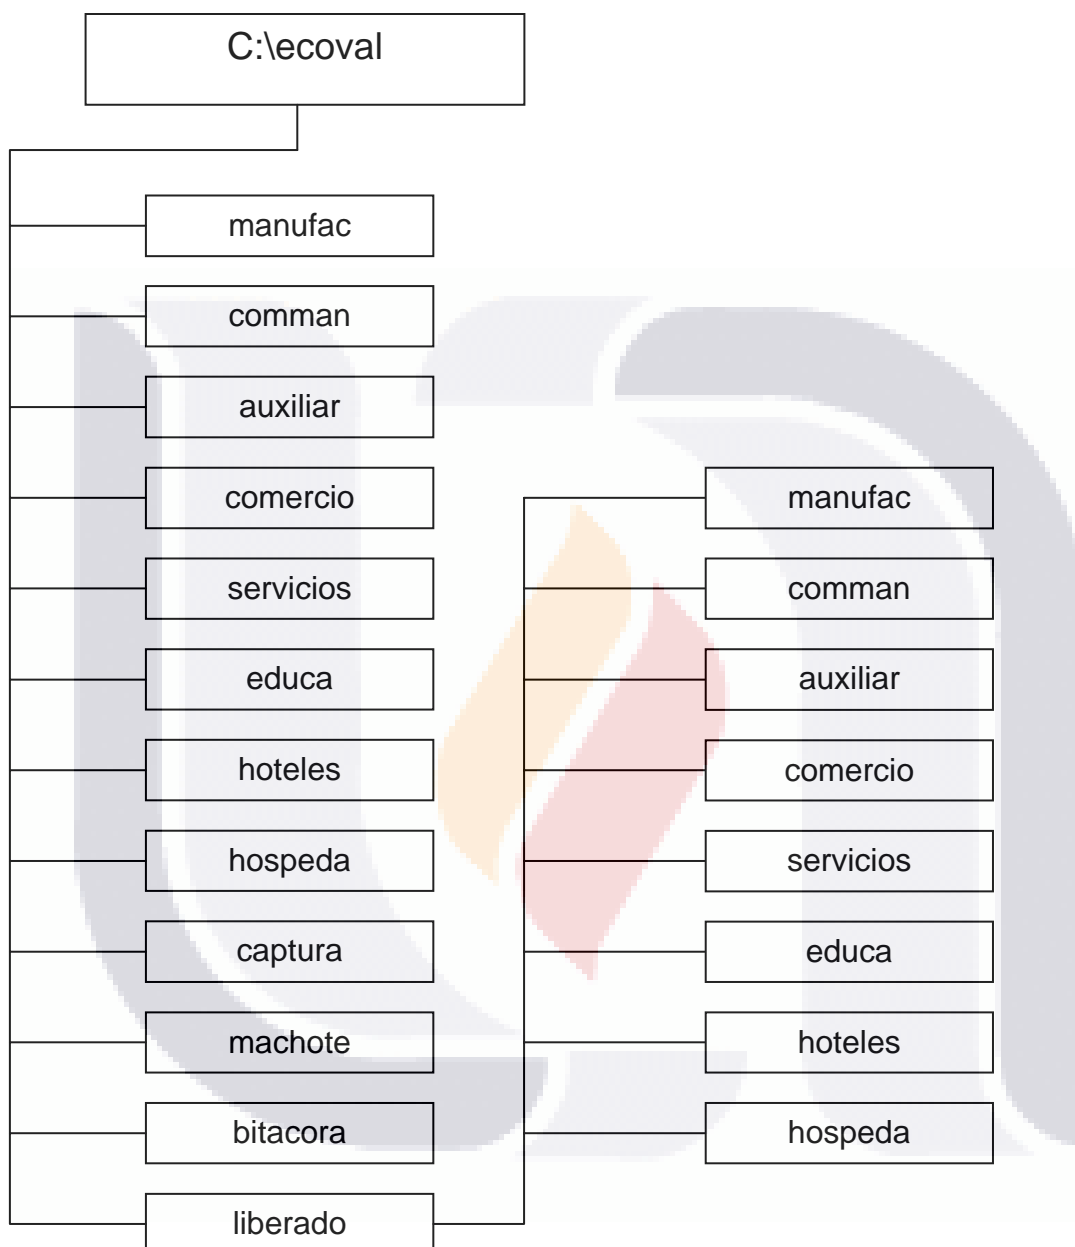 C:\ecoval
manufac
comman
auxiliar
comercio
servicios
educa
hoteles
hospeda
captura
machote
bitacora
liberado
manufac
comman
auxiliar
comercio
servicios
educa
hoteles
hospeda